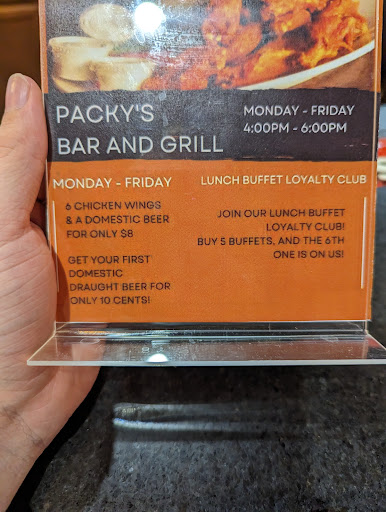 PACKY'S
BAR AND GRILL
MONDAY - FRIDAY
4:00PM - 6:00PM
MONDAY - FRIDAY
6 CHICKEN WINGS
& A DOMESTIC BEER
FOR ONLY $8
GET YOUR FIRST
DOMESTIC
DRAUGHT BEER FOR
ONLY 10 CENTS!
LUNCH BUFFET LOYALTY CLUB
JOIN OUR LUNCH BUFFET
LOYALTY CLUB!
BUY 5 BUFFETS, AND THE 6TH
ONE IS ON US!